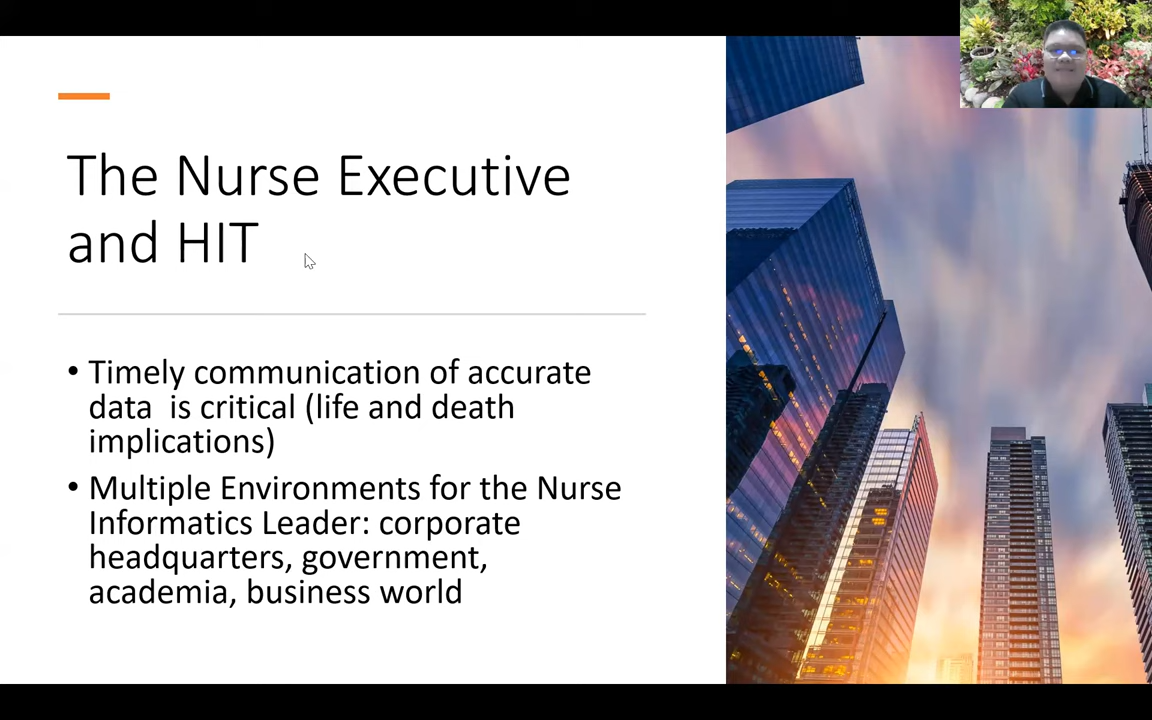 The Nurse Executive
and HIT
• Timely communication of accurate
data  is critical (life and death
implications)
• Multiple Environments for the Nurse
Informatics Leader: corporate
headquarters, government,
academia, business world